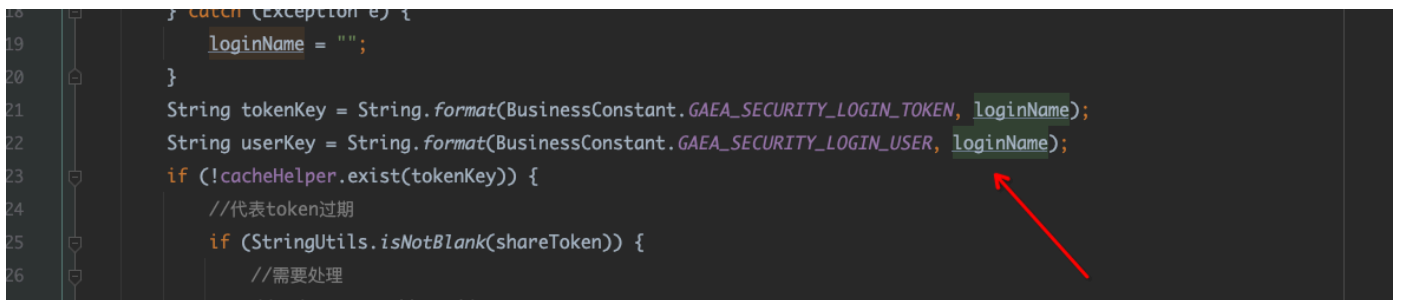 18 } catch (Exception e) {
19 loginName = "";
20 }
21 String tokenKey = String.format(BusinessConstant.GAEA_SECURITY_LOGIN_TOKEN, loginName);
22 String userKey = String.format(BusinessConstant.GAEA_SECURITY_LOGIN_USER, loginName);
23 if (!cacheHelper.exist(tokenKey)) {
24 //代表token过期
25 if (StringUtils.isNotBlank(shareToken)) {
26 //需要处理